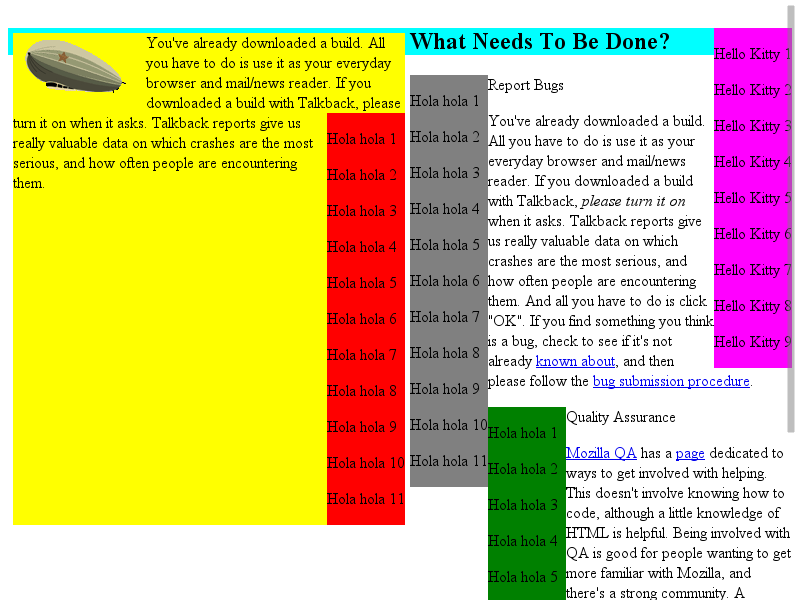 You've already downloaded a build. All
you have to do is use it as your everyday
browser and mail/news reader. If you
downloaded a build with Talkback, please
turn it on when it asks. Talkback reports give us
really valuable data on which crashes are the most
serious, and how often people are encountering
them.
Hola hola 1
Hola hola 2
Hola hola 3
Hola hola 4
Hola hola 5
Hola hola 6
Hola hola 7
Hola hola 8
Hola hola 9
Hola hola 10
Hola hola 11
What Needs To Be Done?
Hola hola 1
Hola hola 2
Hola hola 3
Hola hola 4
Hola hola 5
Hola hola 6
Hola hola 7
Hola hola 8
Hola hola 9
Hola hola 10
Hola hola 11
Report Bugs
You've already downloaded a build.
All you have to do is use it as your
everyday browser and mail/news
reader. If you downloaded a build
with Talkback, please turn it on
when it asks. Talkback reports give
us really valuable data on which
crashes are the most serious, and
how often people are encountering
them. And all you have to do is click
"OK". If you find something you think
is a bug, check to see if it's not
already known about, and then
please follow the bug submission procedure.
Hello Kitty 1
Hello Kitty 2
Hello Kitty 3
Hello Kitty 4
Hello Kitty 5
Hello Kitty 6
Hello Kitty 7
Hello Kitty 8
Hello Kitty 9
Hola hola 1
Hola hola 2
Hola hola 3
Hola hola 4
Hola hola 5
Quality Assurance
Mozilla QA has a page dedicated to
ways to get involved with helping.
This doesn't involve knowing how to
code, although a little knowledge of
HTML is helpful. Being involved with
QA is good for people wanting to get
more familiar with Mozilla, and
there's a strong community. A